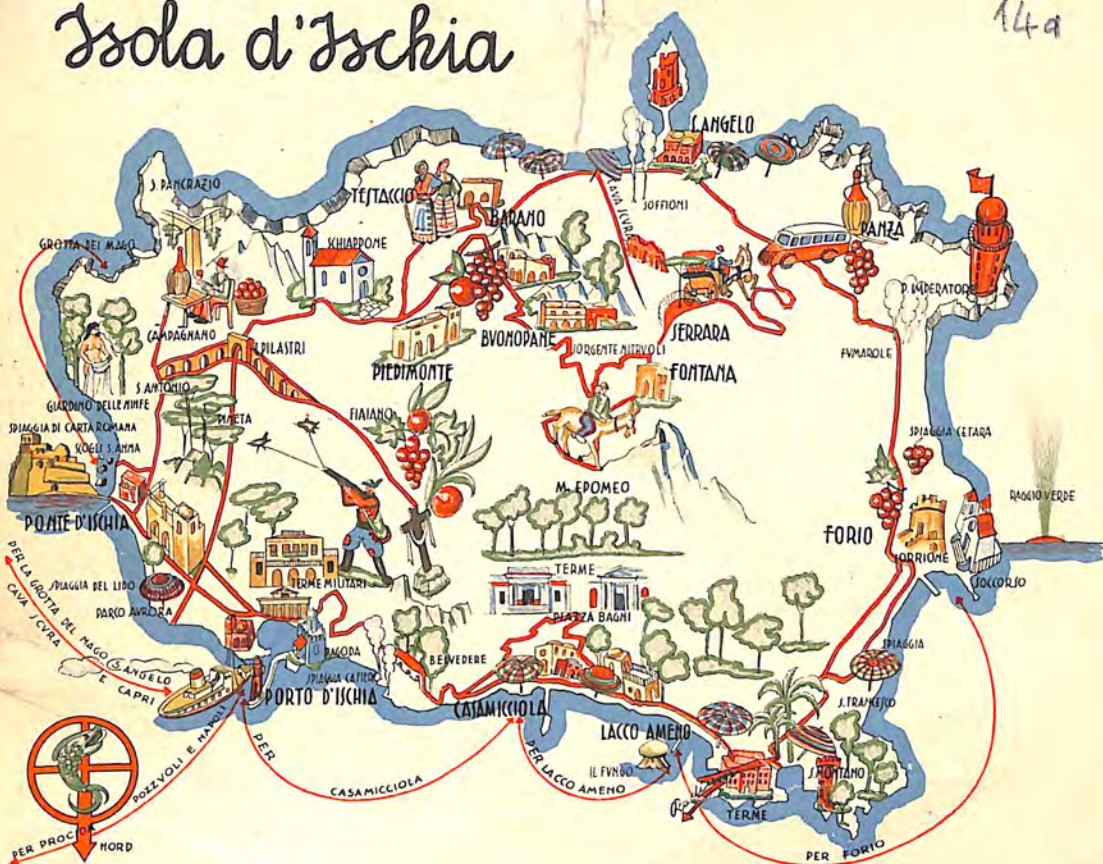 Isola d'Ischia
14a
S. ANGELO
S. PANCRAZIO
TESTACCIO
CAVA SCURA
SOFFIONI
BARANO
PANZA
GROTTA DEL MAGO
SCHIAPPONE
P. IMPERATORE
CAMPAGNANO
BUONOPANE
SERRARA
I PILASTRI
SORGENTE NITRUOLI
FUMAROLE
PIEDIMONTE
FONTANA
S ANTONIO
GIARDINO DELLE NINFE
PINETA
FIAIANO
SPIAGGIA DI CARTA ROMANA
SCOGLI S. ANNA
SPIAGGIA CETARA
M. EPOMEO
RAGGIO VERDE
PONTE D'ISCHIA
FORIO
TORRIONE
SOCCORSO
TERME
TERME MILITARI
SPIAGGIA DEL LIDO
PARCO AURORA
PIAZZA BAGNI
PER LA GROTTA DEL MAGO S. ANGELO
CAVA SCURA
E CAPRI
PAGODA
BELVEDERE
SPIAGGIA
PORTO D'ISCHIA
CASAMICCIOLA
S. FRANCESCO
LACCO AMENO
IL FUNGO
S. MONTANO
TERME
POZZUOLI E NAPOLI
PER
CASAMICCIOLA
PER LACCO AMENO
PER PROCIDA
NORD
PER FORIO